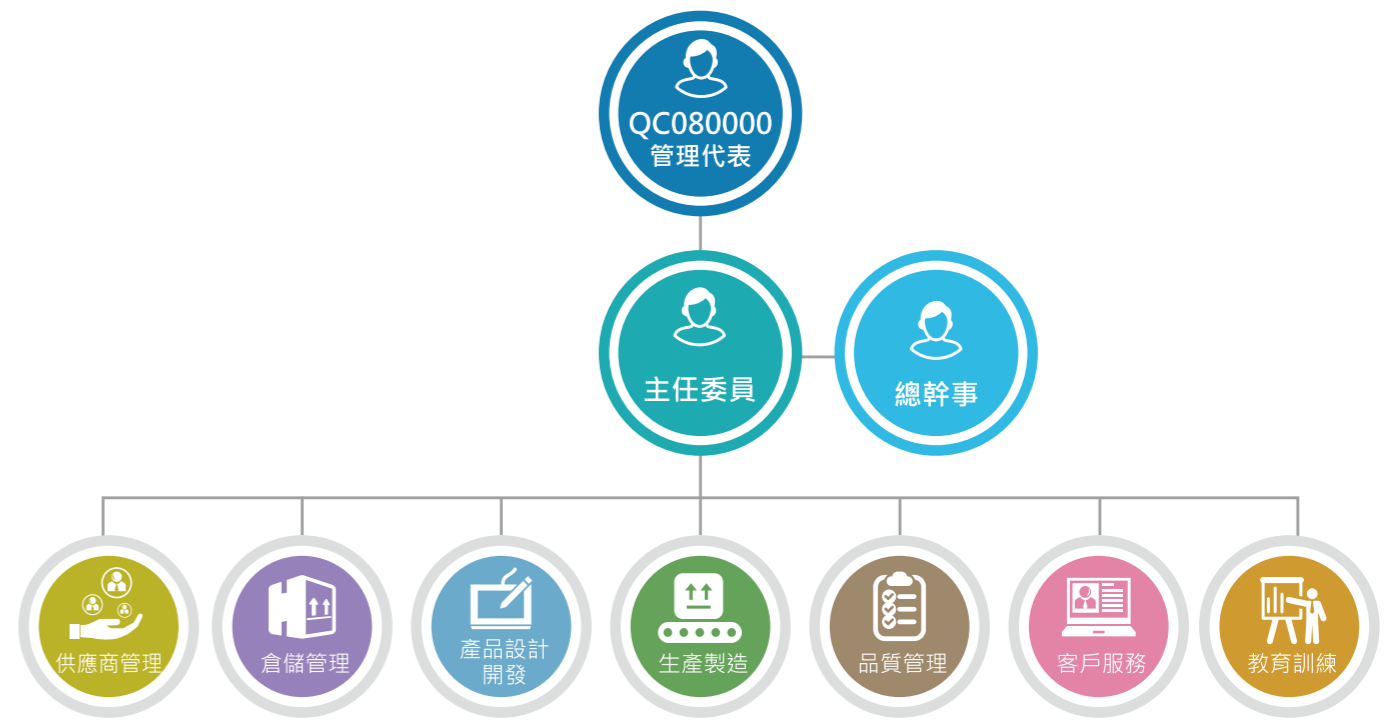 QC080000
管理代表
主任委員
總幹事
供應商管理
倉儲管理
產品設計
開發
生產製造
品質管理
客戶服務
教育訓練